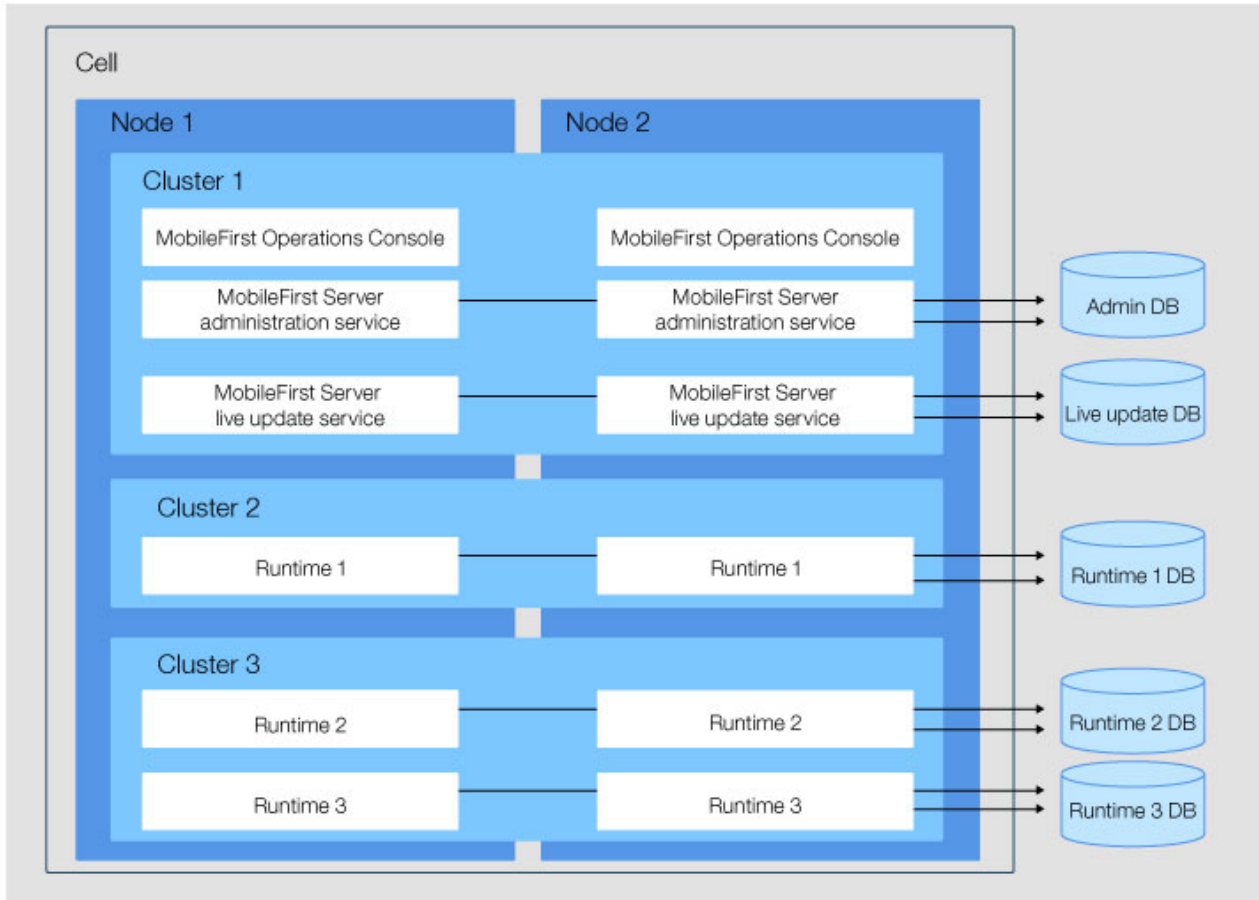 Cell
Node 1
Node 2
Cluster 1
MobileFirst Operations Console
MobileFirst Operations Console
MobileFirst Server
administration service
MobileFirst Server
administration service
Admin DB
MobileFirst Server
live update service
MobileFirst Server
live update service
Live update DB
Cluster 2
Runtime 1
Runtime 1
Runtime 1 DB
Cluster 3
Runtime 2
Runtime 2
Runtime 2 DB
Runtime 3
Runtime 3
Runtime 3 DB